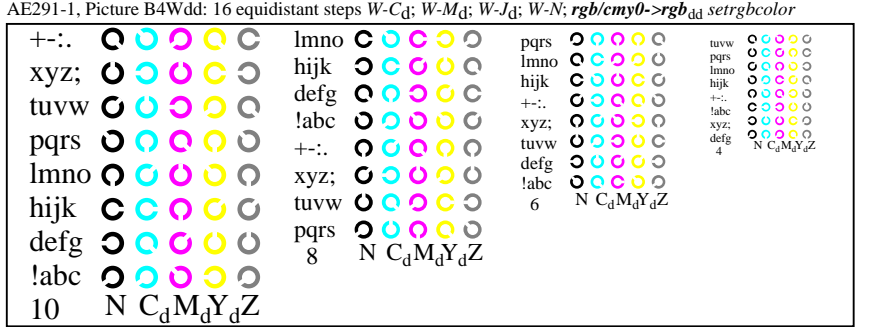 AE291-1, Picture B4Wdd: 16 equidistant steps W-Cd; W-Md; W-Jd; W-N; rgb/cmy0->rgbdd setrgbcolor
+-:.
xyz;
tuvw
pqrs
lmno
hijk
defg
!abc
10 N CdMdYdZ
lmno
hijk
defg
!abc
+-:.
xyz;
tuvw
pqrs
8 N CdMdYdZ
pqrs
lmno
hijk
+-:.
xyz;
tuvw
defg
!abc
6 N CdMdYdZ
tuvw
pqrs
lmno
hijk
+-:.
!abc
xyz;
defg
4 N CdMdYdZ